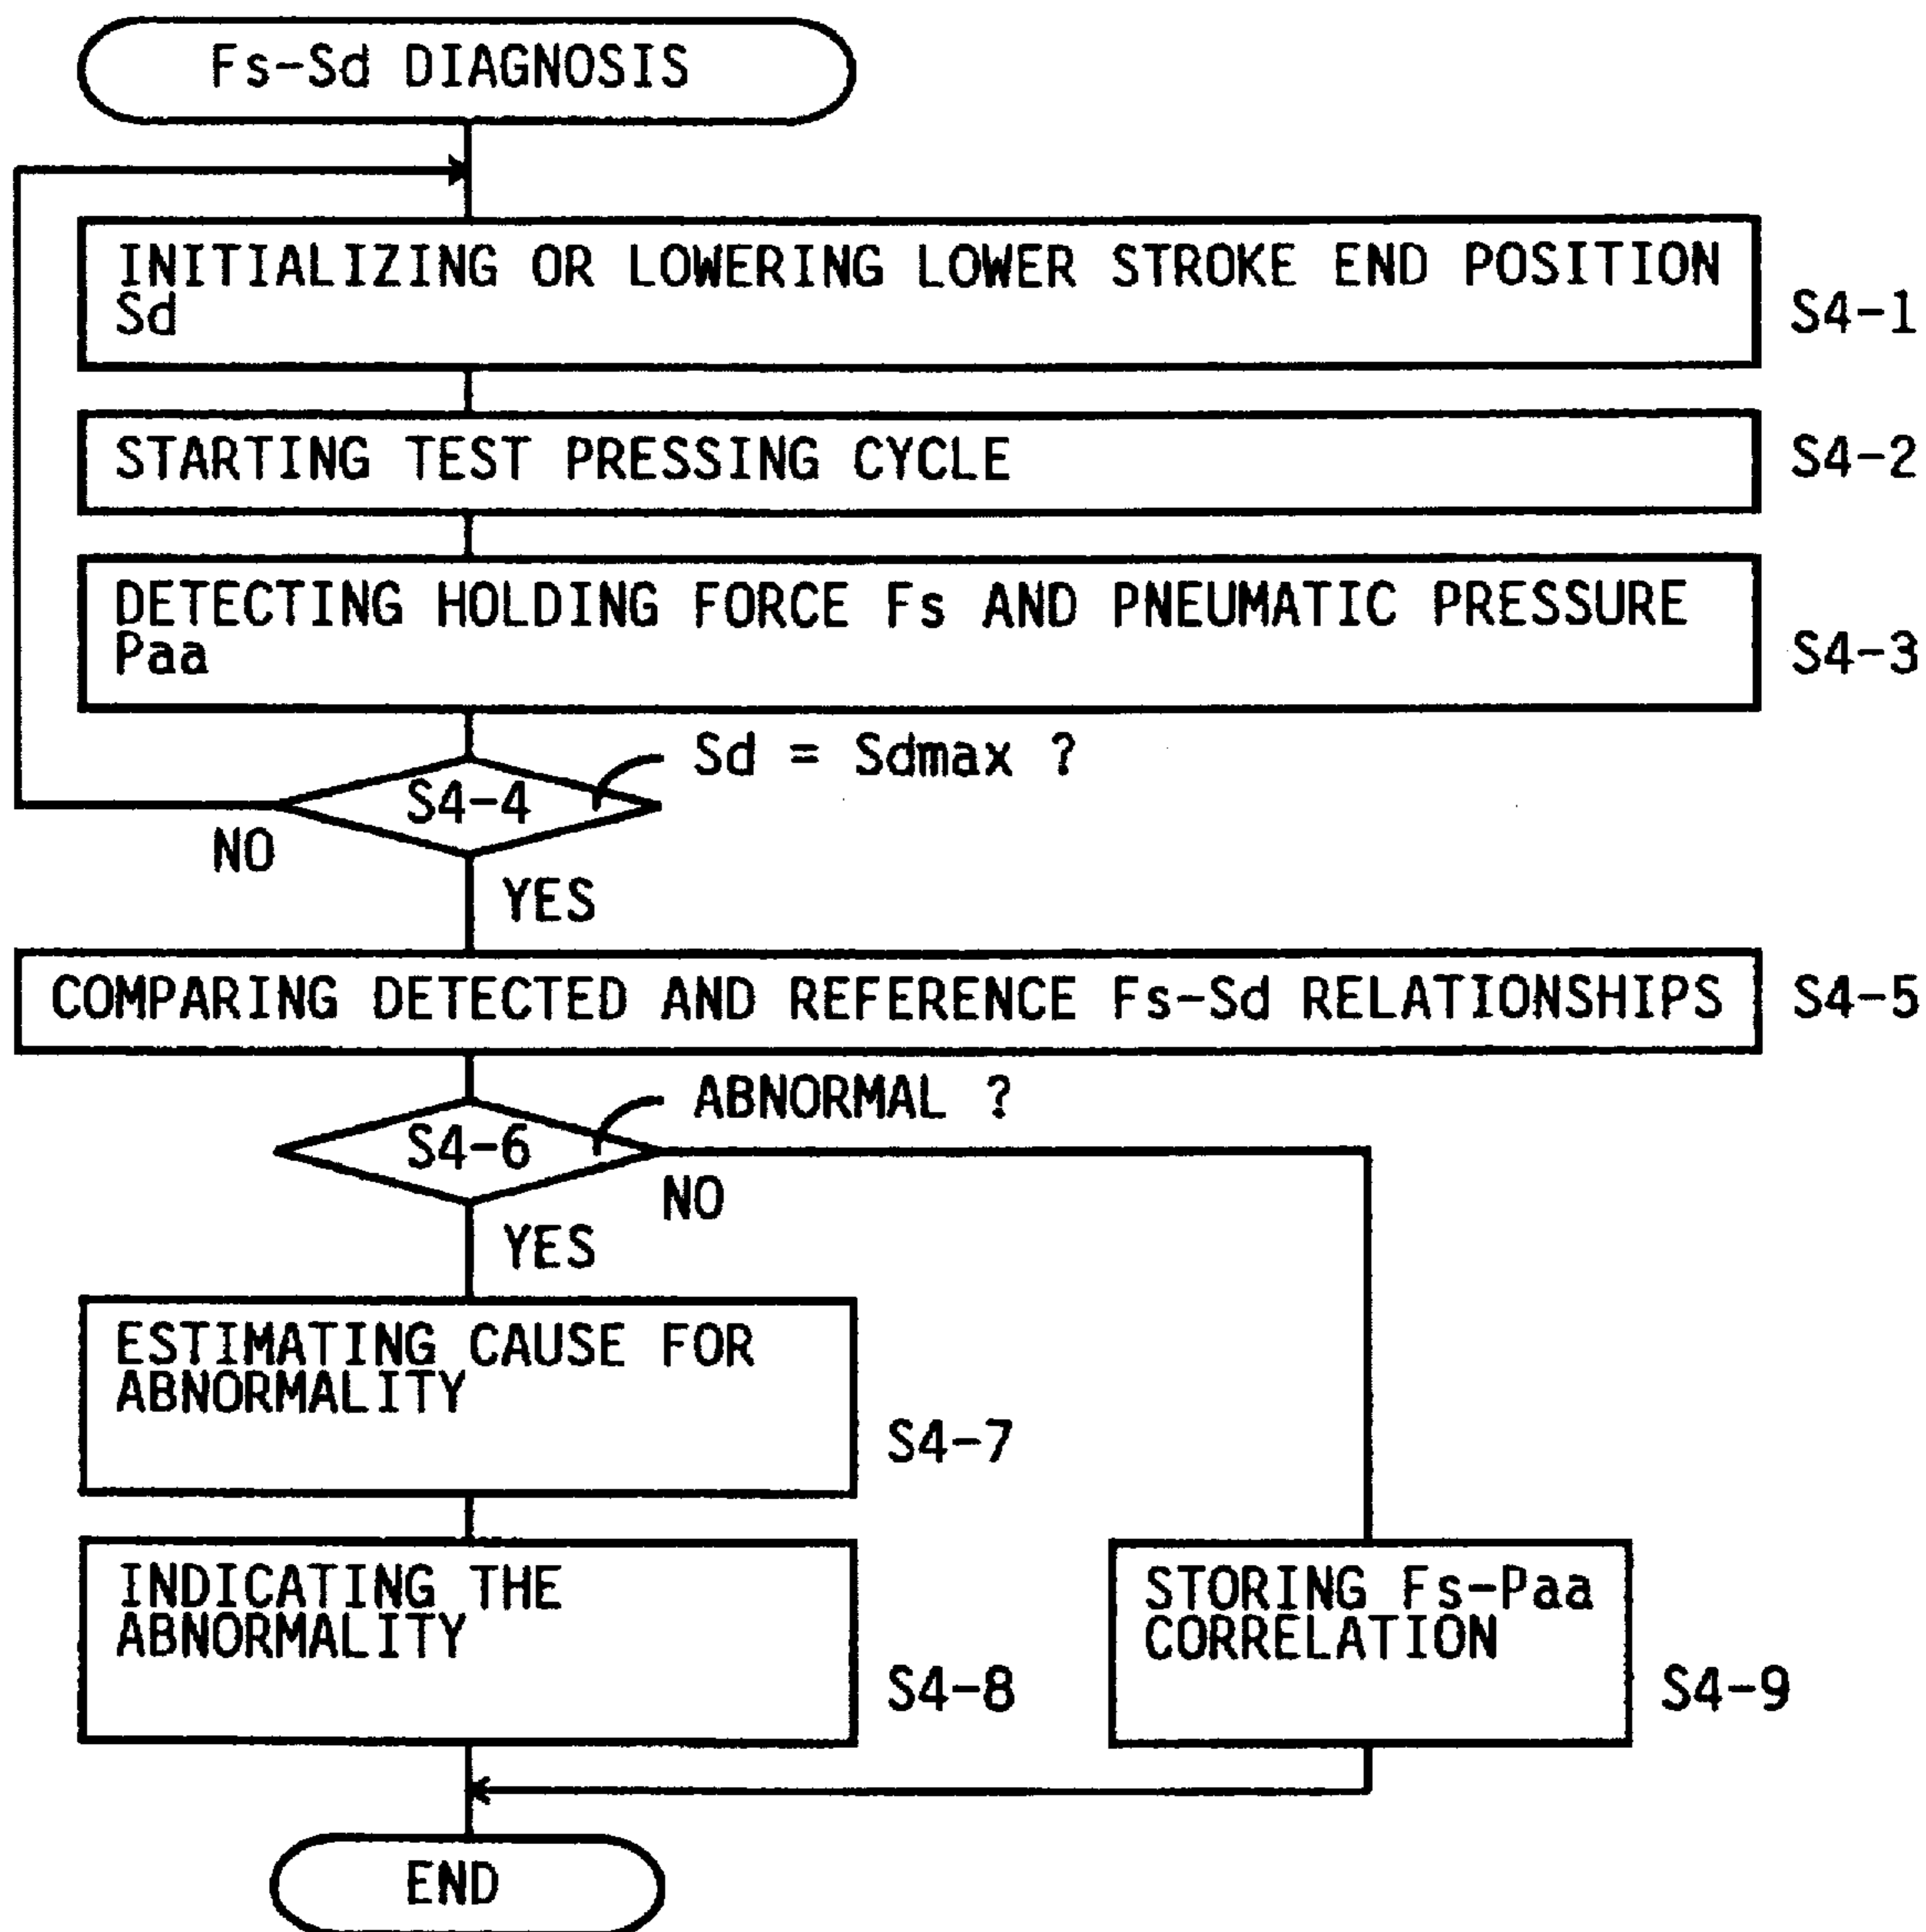 Fs-Sd DIAGNOSIS
INITIALIZING OR LOWERING LOWER STROKE END POSITION
Sd
S4-1
STARTING TEST PRESSING CYCLE
S4-2
DETECTING HOLDING FORCE Fs AND PNEUMATIC PRESSURE
Paa
S4-3
Sd = Sdmax ?
S4-4
NO
YES
COMPARING DETECTED AND REFERENCE Fs-Sd RELATIONSHIPS
S4-5
ABNORMAL ?
S4-6
NO
YES
ESTIMATING CAUSE FOR
ABNORMALITY
S4-7
INDICATING THE
ABNORMALITY
S4-8
STORING Fs-Paa
CORRELATION
S4-9
END